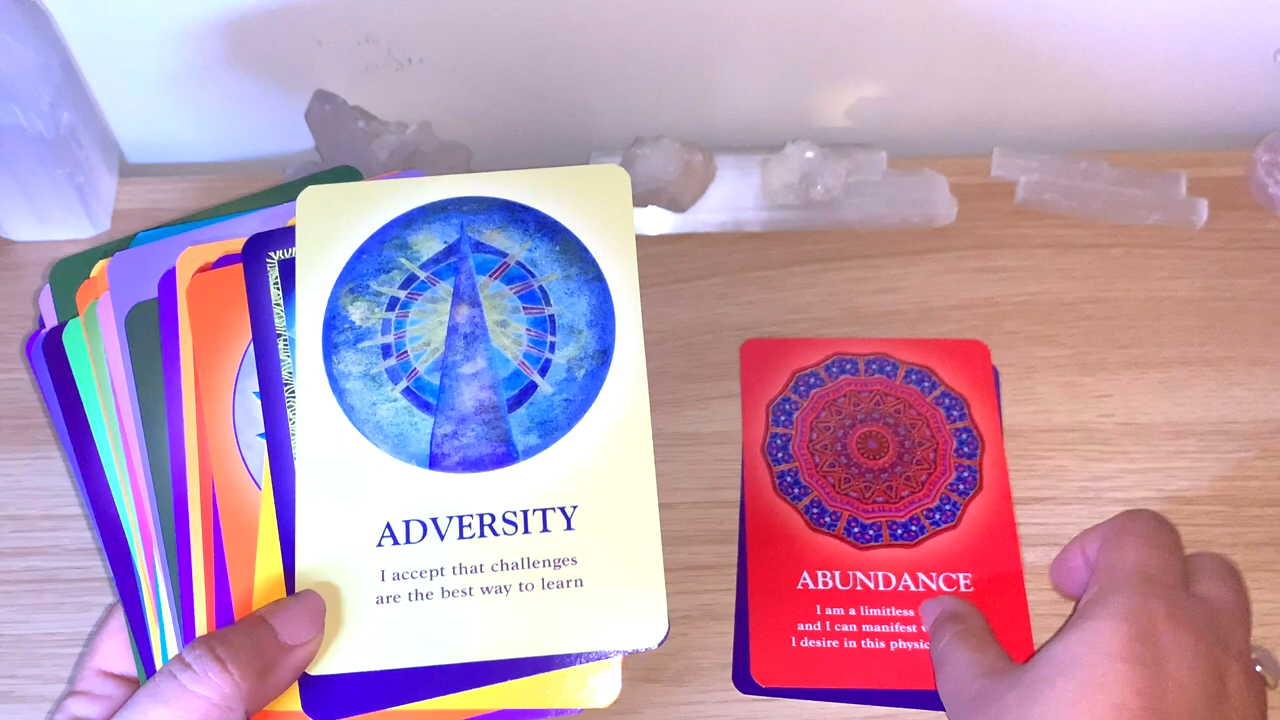 ADVERSITY
I accept that challenges
are the best way to learn
ABUNDANCE
I am a limitless
and I can manifest
I desire in this